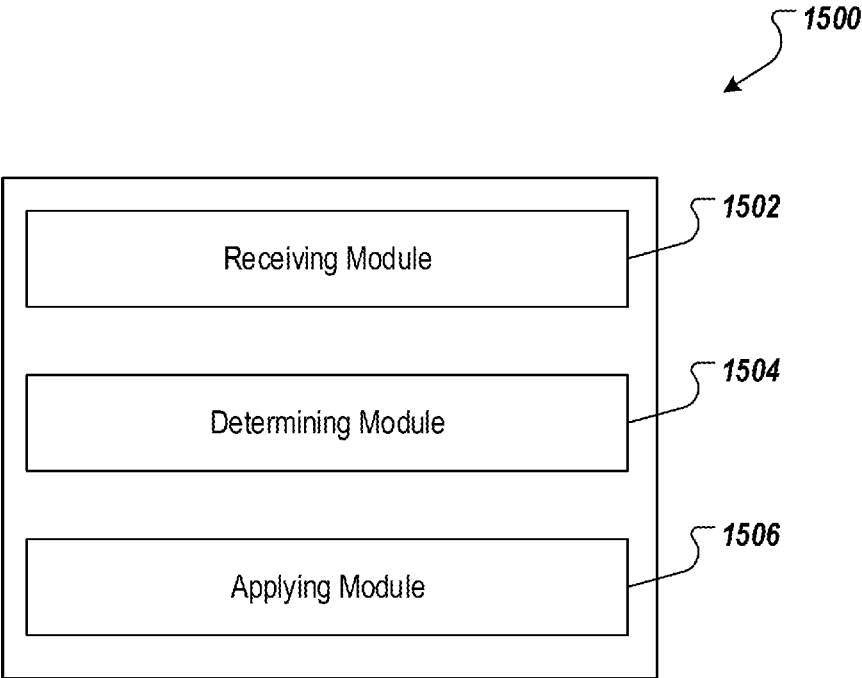 1500
1502
Receiving Module
1504
Determining Module
1506
Applying Module